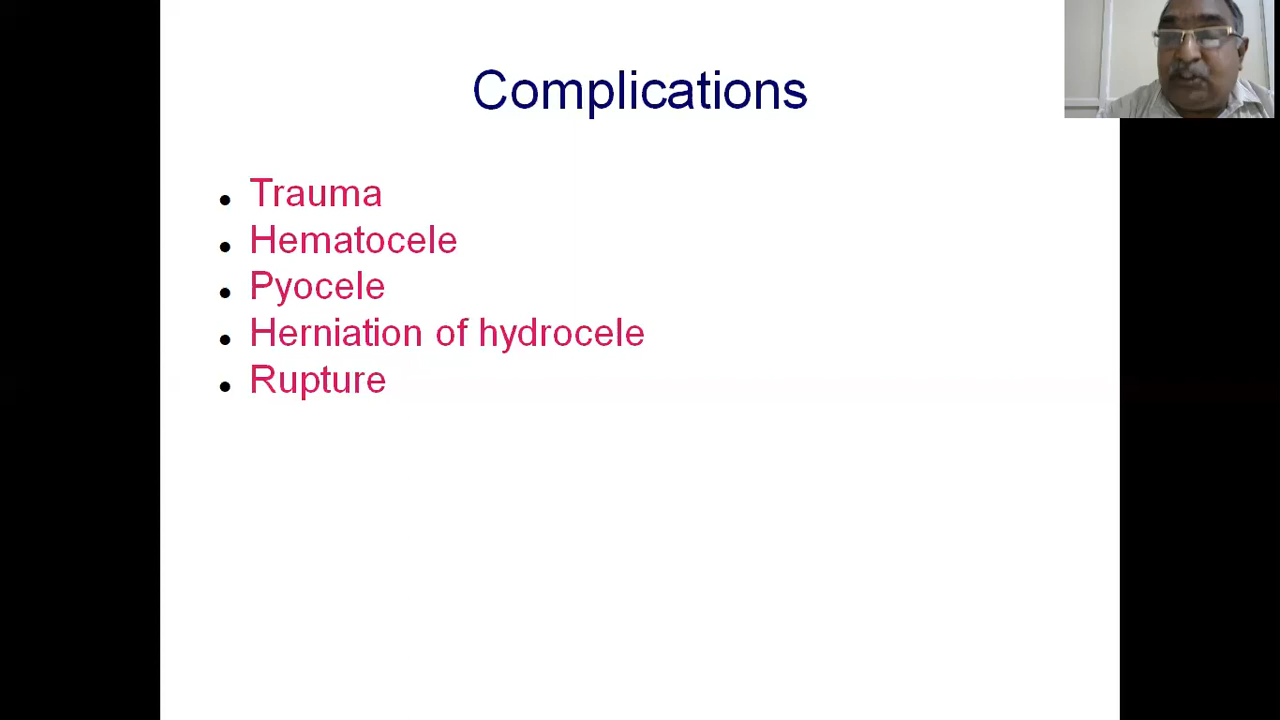 Complications
Trauma
Hematocele
Pyocele
Herniation of hydrocele
Rupture